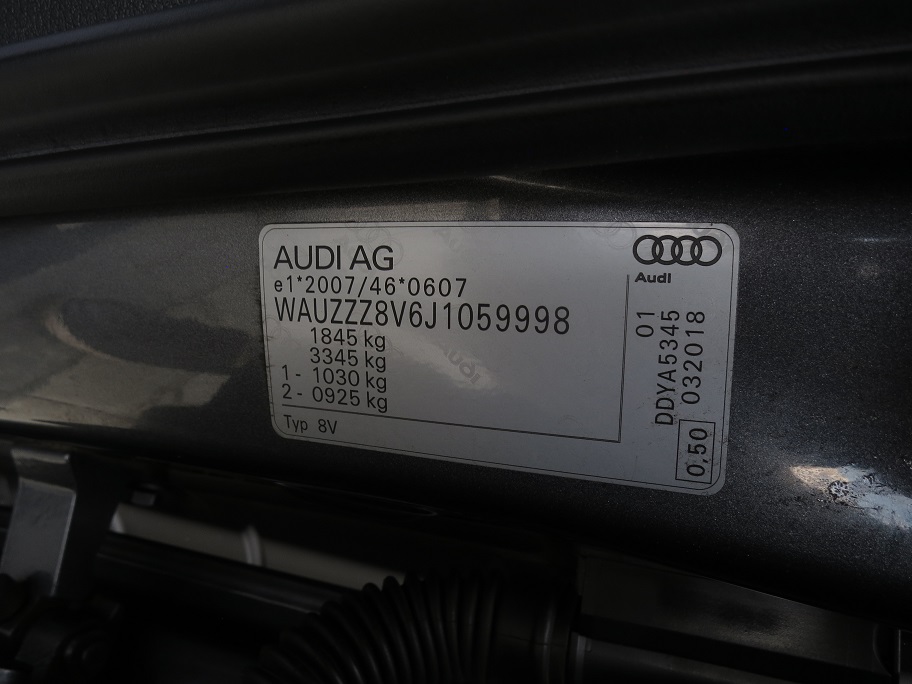 AUDI AG
e1*2007/46*0607
WAUZZZ8V6J1059998
1845 kg
3345 kg
1 - 1030 kg
2 - 0925 kg
Typ 8V
Audi
01
DDYA5345
032018
0,50